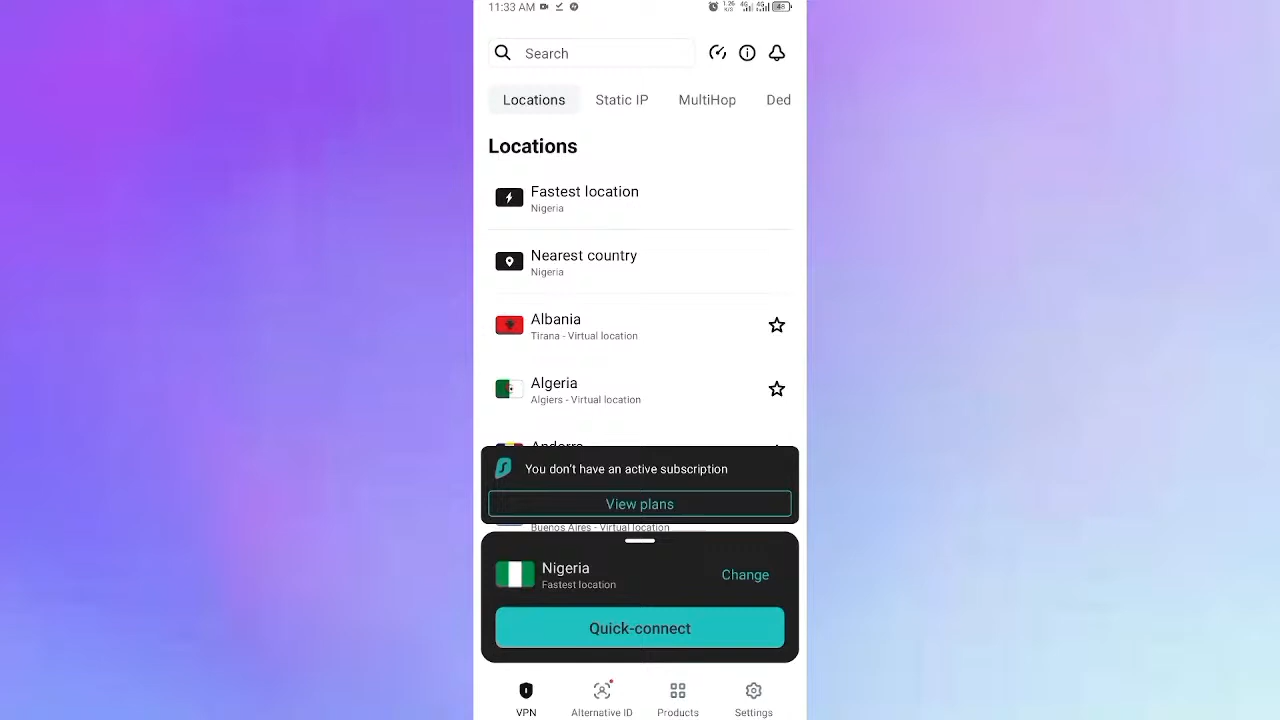 11:33 AM
Search
Locations Static IP MultiHop Ded
Locations
Fastest location
Nigeria
Nearest country
Nigeria
Albania
Tirana - Virtual location
Algeria
Algiers - Virtual location
Andorra
You don't have an active subscription
View plans
Buenos Aires - Virtual location
Nigeria
Fastest location
Change
Quick-connect
VPN Alternative ID Products Settings